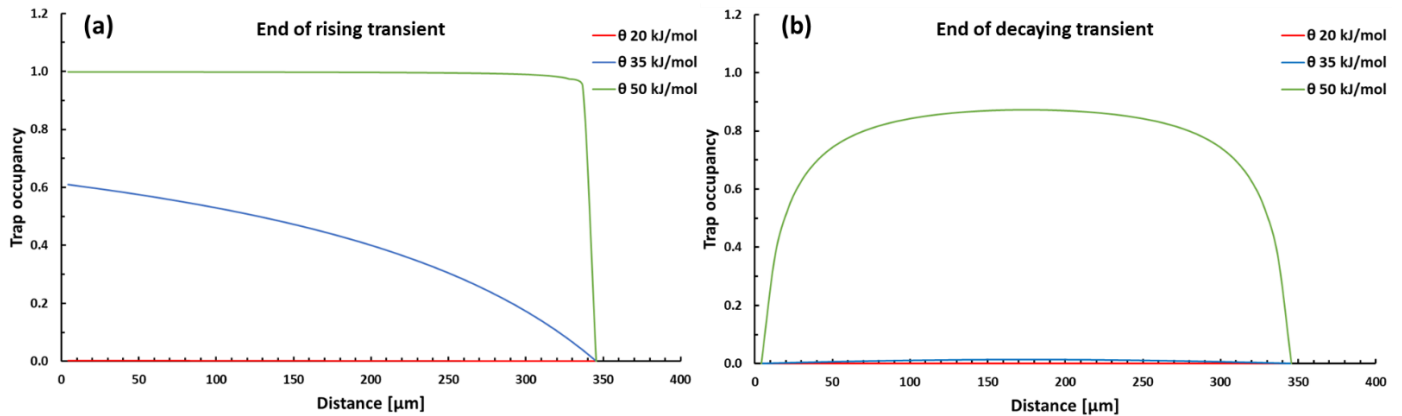 (a)
End of rising transient
θ 20 kJ/mol
θ 35 kJ/mol
θ 50 kJ/mol
Trap occupancy
1.2
1.0
0.8
0.6
0.4
0.2
0.0
0 50 100 150 200 250 300 350 400
Distance [µm]
(b)
End of decaying transient
θ 20 kJ/mol
θ 35 kJ/mol
θ 50 kJ/mol
Trap occupancy
1.2
1.0
0.8
0.6
0.4
0.2
0.0
0 50 100 150 200 250 300 350 400
Distance [µm]